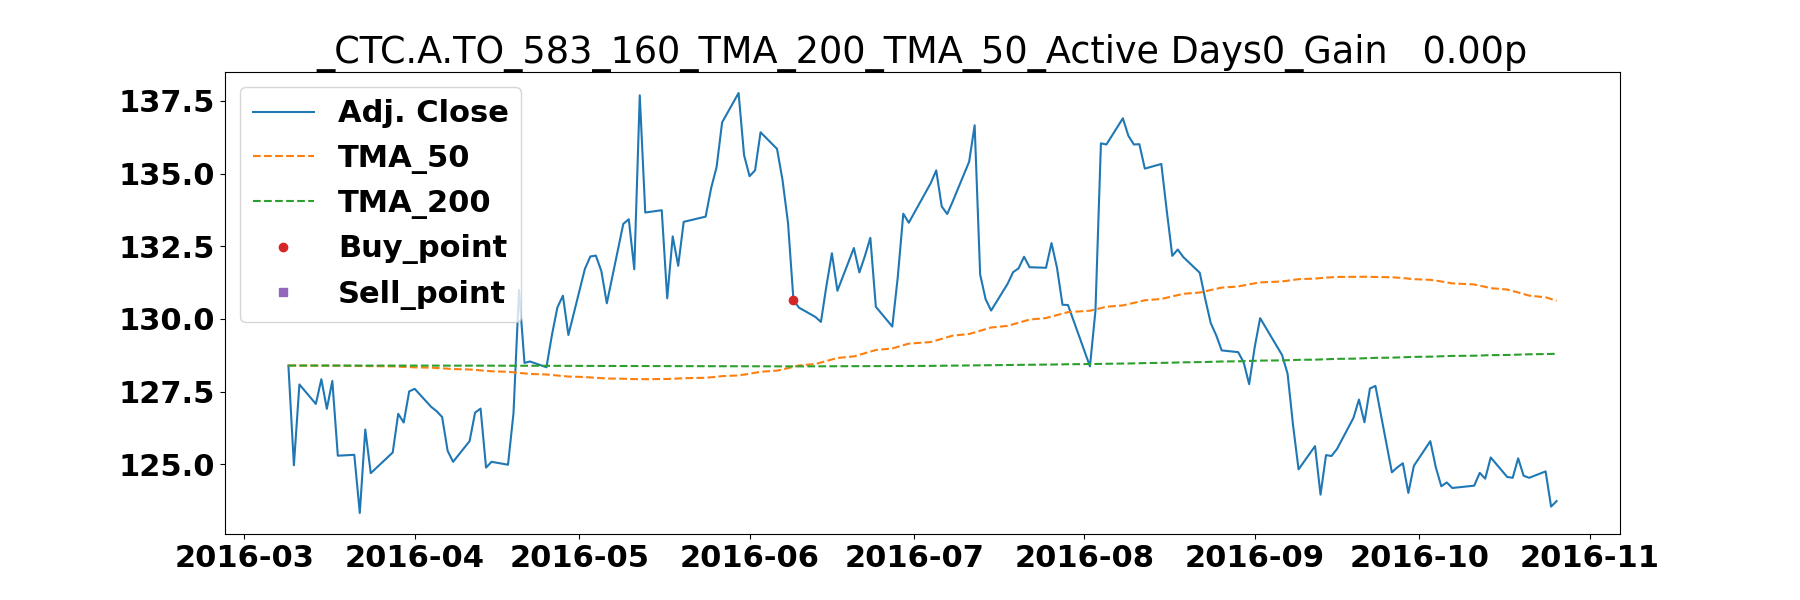 _CTC.A.TO_583_160_TMA_200_TMA_50_Active Days0_Gain   0.00p
137.5
135.0
132.5
130.0
127.5
125.0
Adj. Close
TMA_50
TMA_200
Buy_point
Sell_point
2016-03 2016-04 2016-05 2016-06 2016-07 2016-08 2016-09 2016-10 2016-11